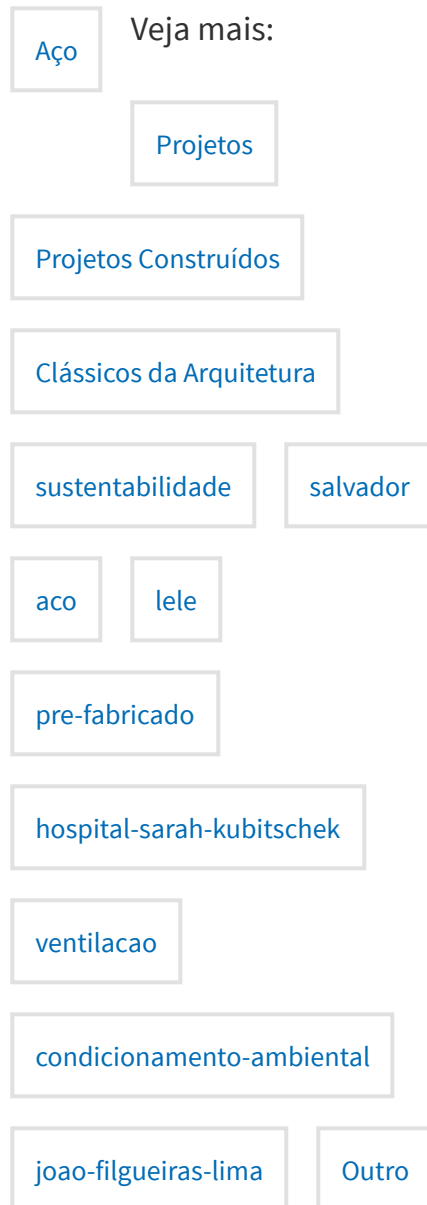 Aço
Veja mais:
Projetos
Projetos Construídos
Clássicos da Arquitetura
sustentabilidade salvador
aco lele
pre-fabricado
hospital-sarah-kubitschek
ventilacao
condicionamento-ambiental
joao-filgueiras-lima Outro